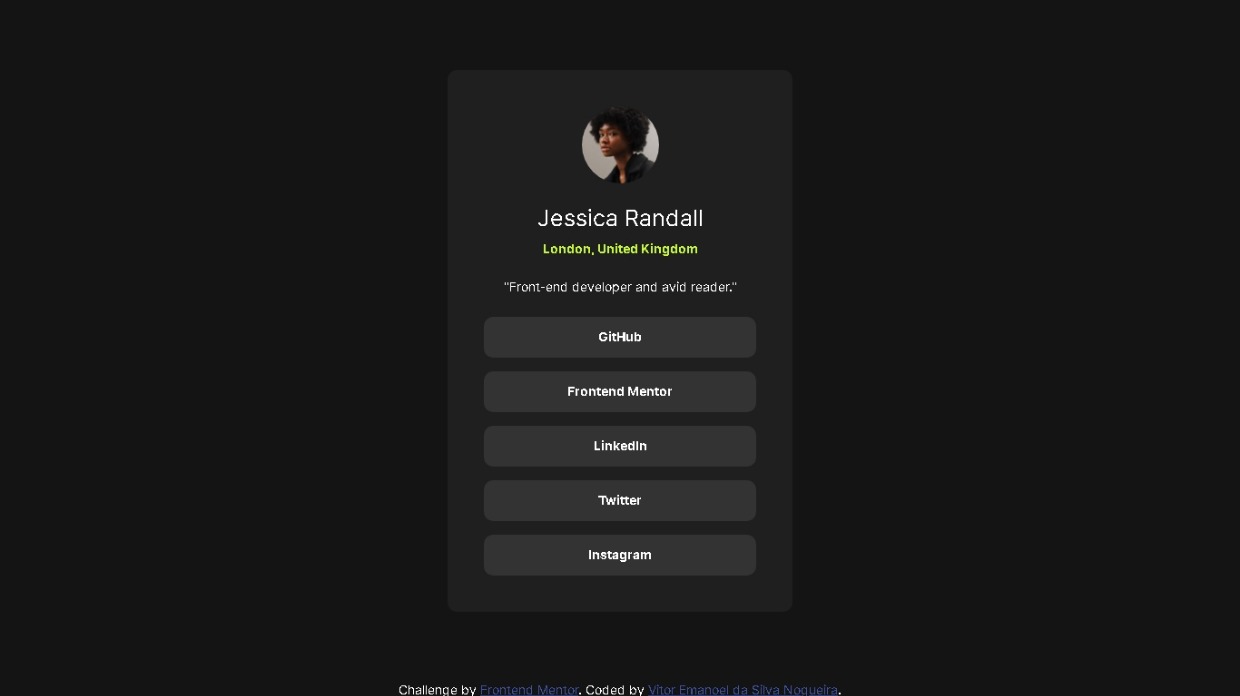 Jessica Randall
London, United Kingdom
"Front-end developer and avid reader."
GitHub
Frontend Mentor
LinkedIn
Twitter
Instagram
Challenge by Frontend Mentor. Coded by Vitor Emanoel da Silva Nogueira.